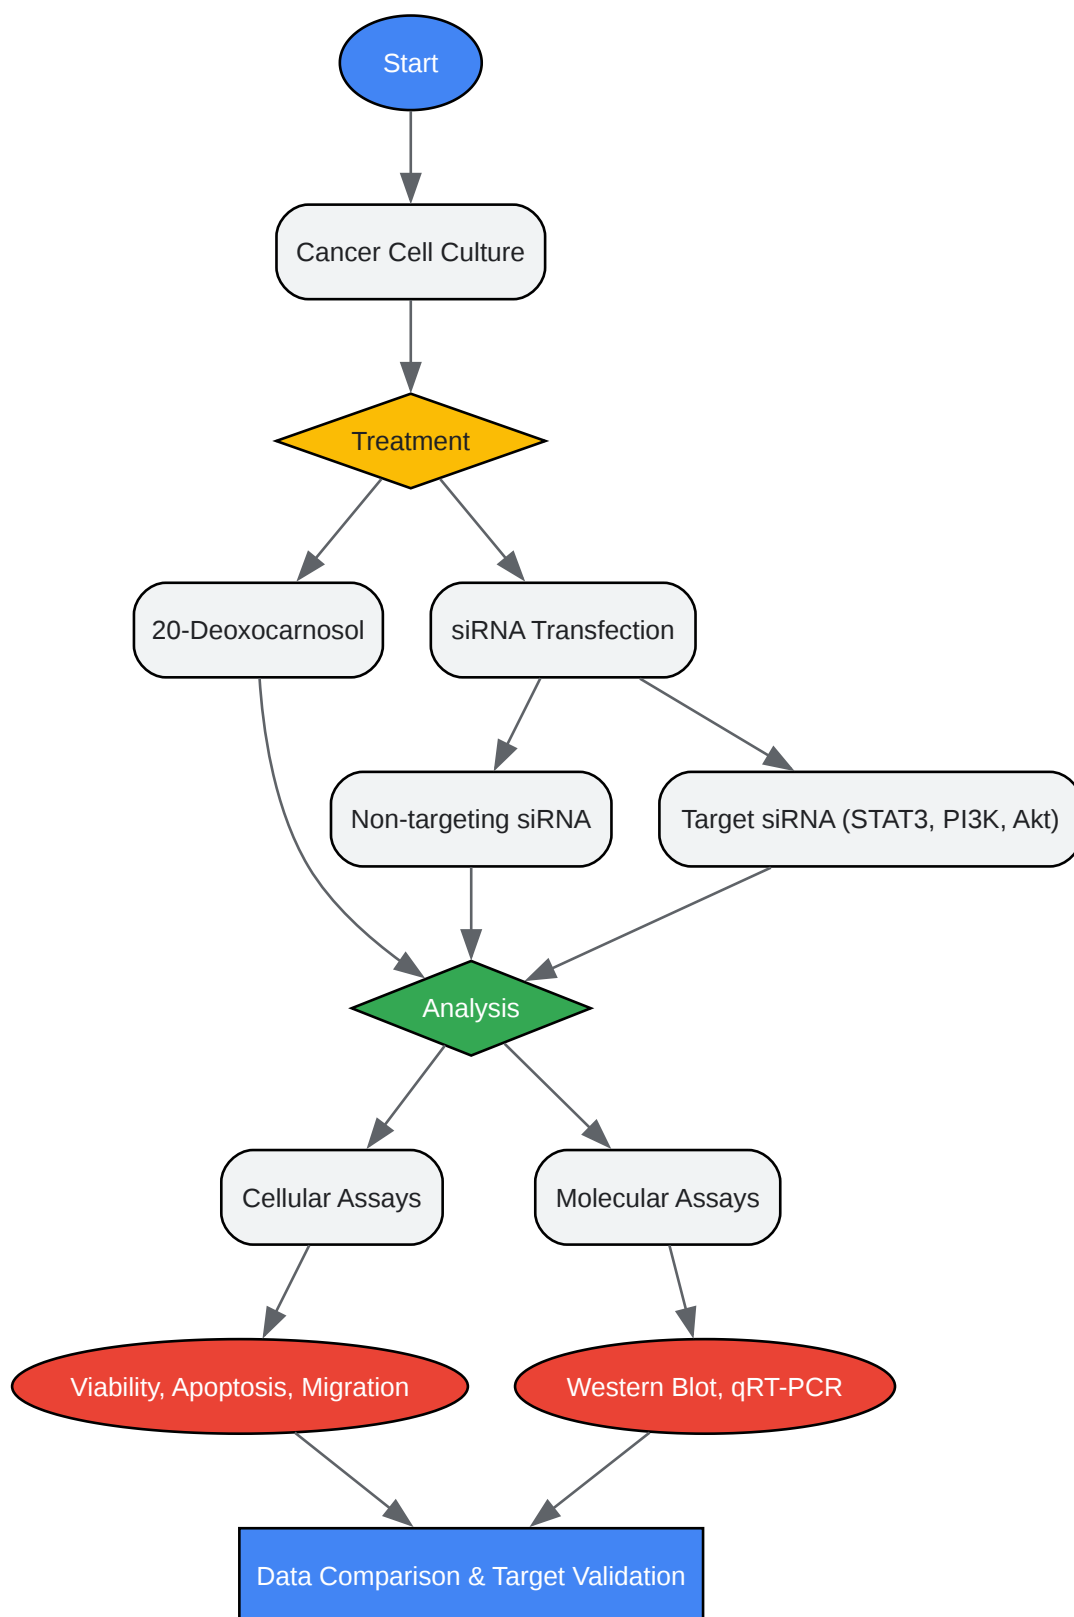 Start
Cancer Cell Culture
Treatment
20-Deoxocarnosol
siRNA Transfection
Non-targeting siRNA
Target siRNA (STAT3, PI3K, Akt)
Analysis
Cellular Assays
Molecular Assays
Viability, Apoptosis, Migration
Western Blot, qRT-PCR
Data Comparison & Target Validation